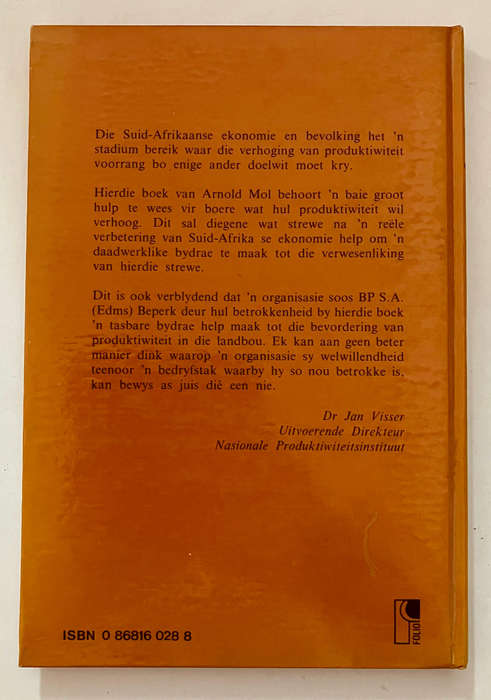 Die Suid-Afrikaanse ekonomie en bevolking het 'n
stadium bereik waar die verhoging van produktiwiteit
voorrang bo enige ander doelwit moet kry.
Hierdie boek van Arnold Mol behoort 'n baie groot
hulp te wees vir boere wat hul produktiwiteit wil
verhoog. Dit sal diegene wat strewe na 'n reële
verbetering van Suid-Afrika se ekonomie help om 'n
daadwerklike bydrae te maak tot die verwesenliking
van hierdie strewe.
Dit is ook verblydend dat 'n organisasie soos BP S.A.
(Edms) Beperk deur hul betrokkenheid by hierdie boek
'n tasbare bydrae help maak tot die bevordering van
produktiwiteit in die landbou. Ek kan aan geen beter
manier dink waarop 'n organisasie sy welwillendheid
teenoor 'n bedryfstak waarby hy so nou betrokke is,
kan bewys as juis dié een nie.
Dr Jan Visser
Uitvoerende Direkteur
Nasionale Produktiwiteitsinstituut
ISBN 0 86816 028 8
FOLIO